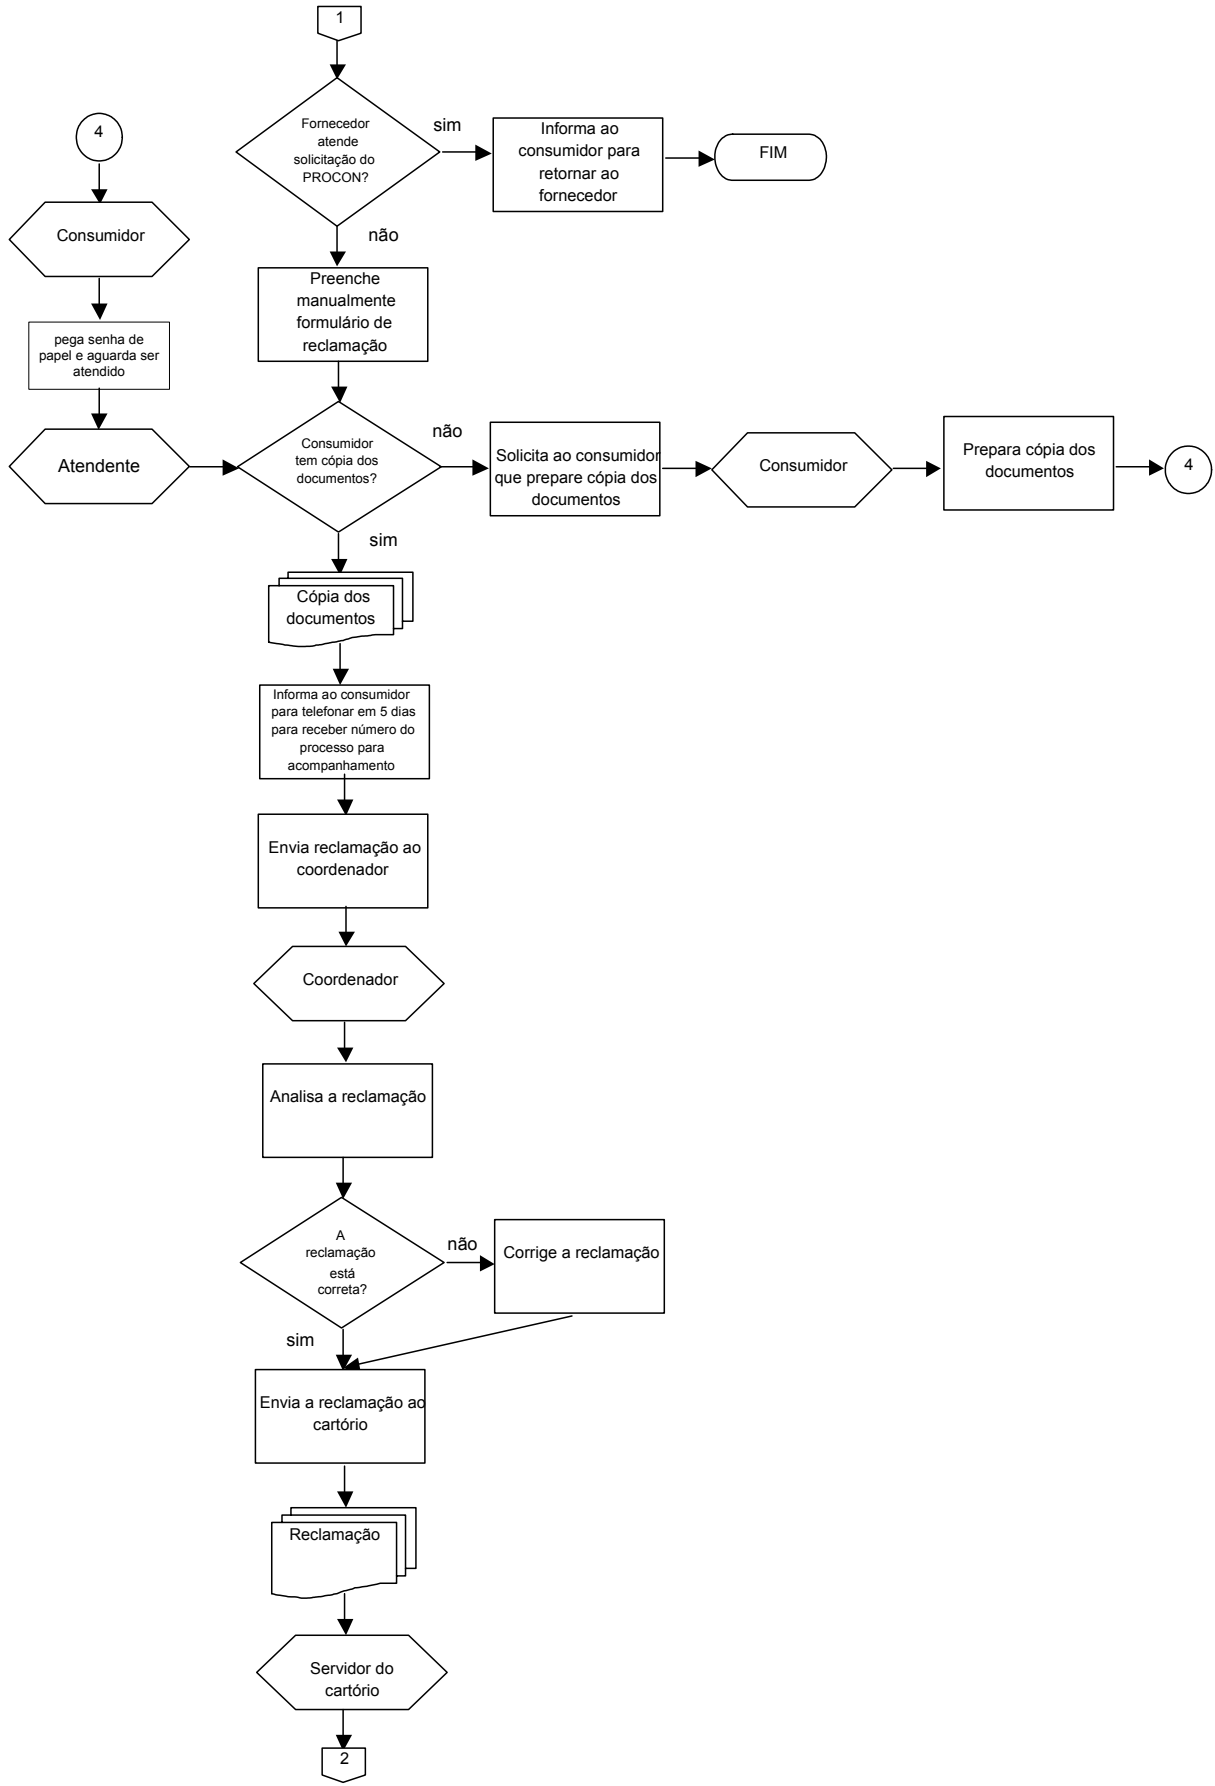 1
Fornecedor
atende
solicitação do
PROCON?
sim
Informa ao
consumidor para
retornar ao
fornecedor
FIM
4
Consumidor
não
Preenche
manualmente
formulário de
reclamação
pega senha de
papel e aguarda ser
atendido
Atendente
Consumidor
tem cópia dos
documentos?
não
Solicita ao consumidor
que prepare cópia dos
documentos
Consumidor
Prepara cópia dos
documentos
4
sim
Cópia dos
documentos
Informa ao consumidor
para telefonar em 5 dias
para receber número do
processo para
acompanhamento
Envia reclamação ao
coordenador
Coordenador
Analisa a reclamação
A
reclamação
está
correta?
não
Corrige a reclamação
sim
Envia a reclamação ao
cartório
Reclamação
Servidor do
cartório
2